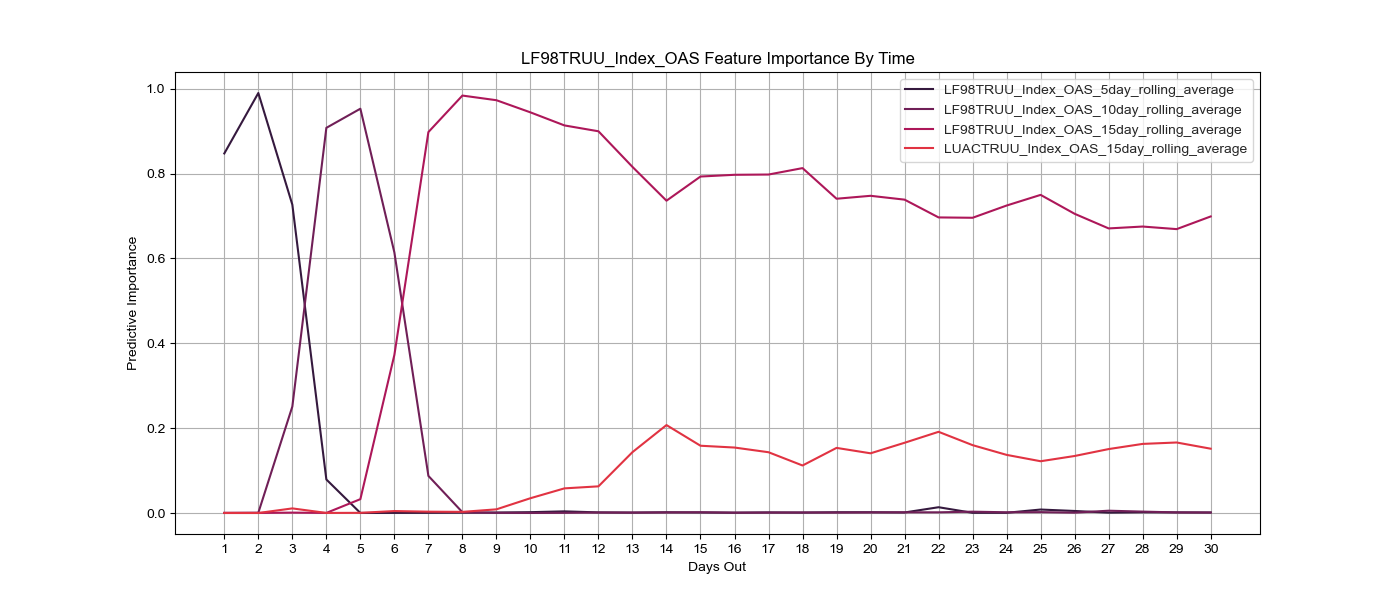 LF98TRUU_Index_OAS Feature Importance By Time
LF98TRUU_Index_OAS_5day_rolling_average
LF98TRUU_Index_OAS_10day_rolling_average
LF98TRUU_Index_OAS_15day_rolling_average
LUACTRUU_Index_OAS_15day_rolling_average
Predictive Importance
1.0
0.8
0.6
0.4
0.2
0.0
1 2 3 4 5 6 7 8 9 10 11 12 13 14 15 16 17 18 19 20 21 22 23 24 25 26 27 28 29 30
Days Out